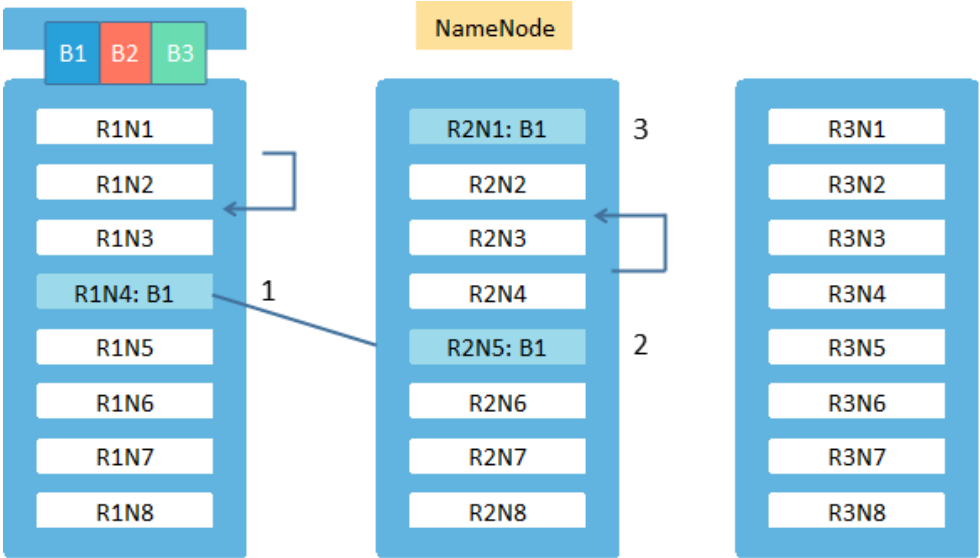 B1 B2 B3
NameNode
R1N1
R1N2
R1N3
R1N4: B1
R1N5
R1N6
R1N7
R1N8
1
R2N1: B1
R2N2
R2N3
R2N4
R2N5: B1
R2N6
R2N7
R2N8
3
2
R3N1
R3N2
R3N3
R3N4
R3N5
R3N6
R3N7
R3N8